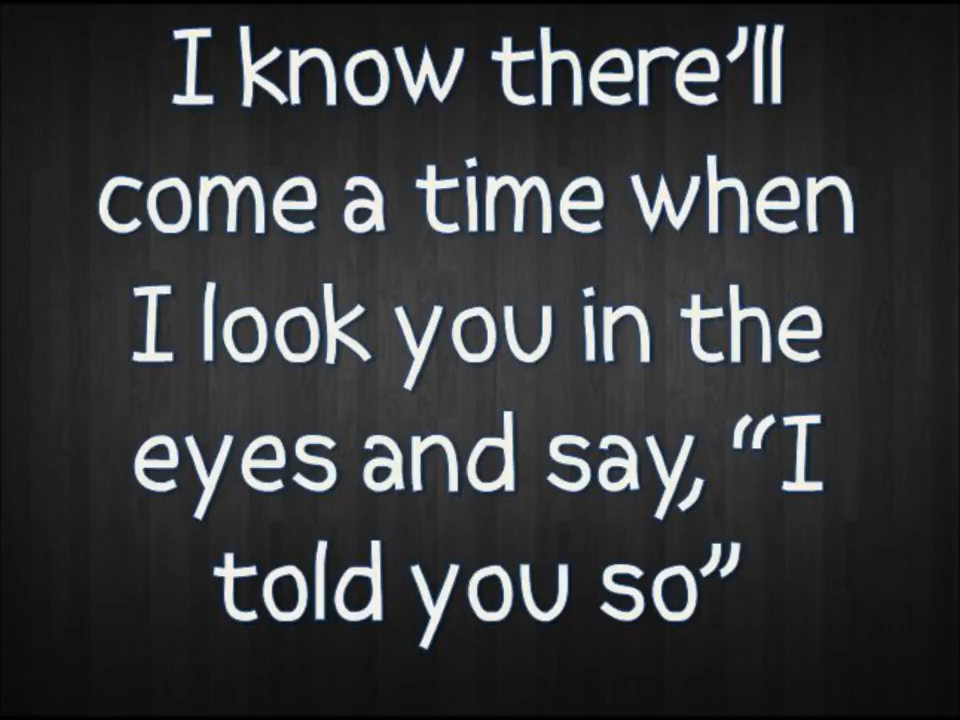 I know there’ll
come a time when
I look you in the
eyes and say, “I
told you so”